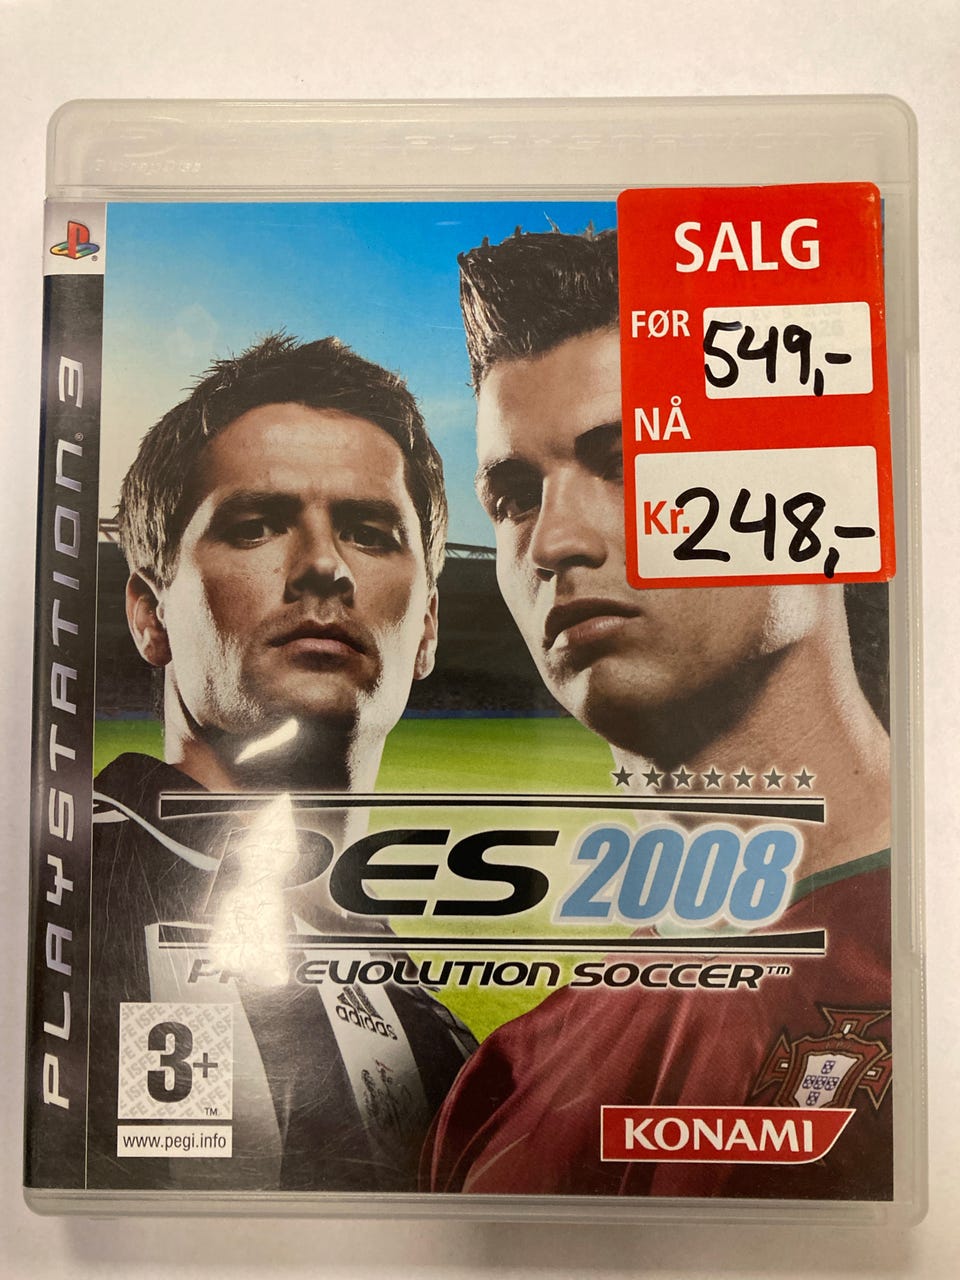 PLAYSTATION 3
SALG
FØR 549,-
NÅ
Kr. 248,-
PES 2008
PRO EVOLUTION SOCCER™
adidas
3+
TM
www.pegi.info
KONAMI